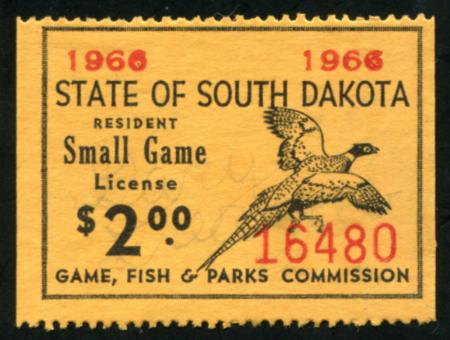 1966 1966
STATE OF SOUTH DAKOTA
RESIDENT
Small Game
License
$2.00
16480
GAME, FISH & PARKS COMMISSION